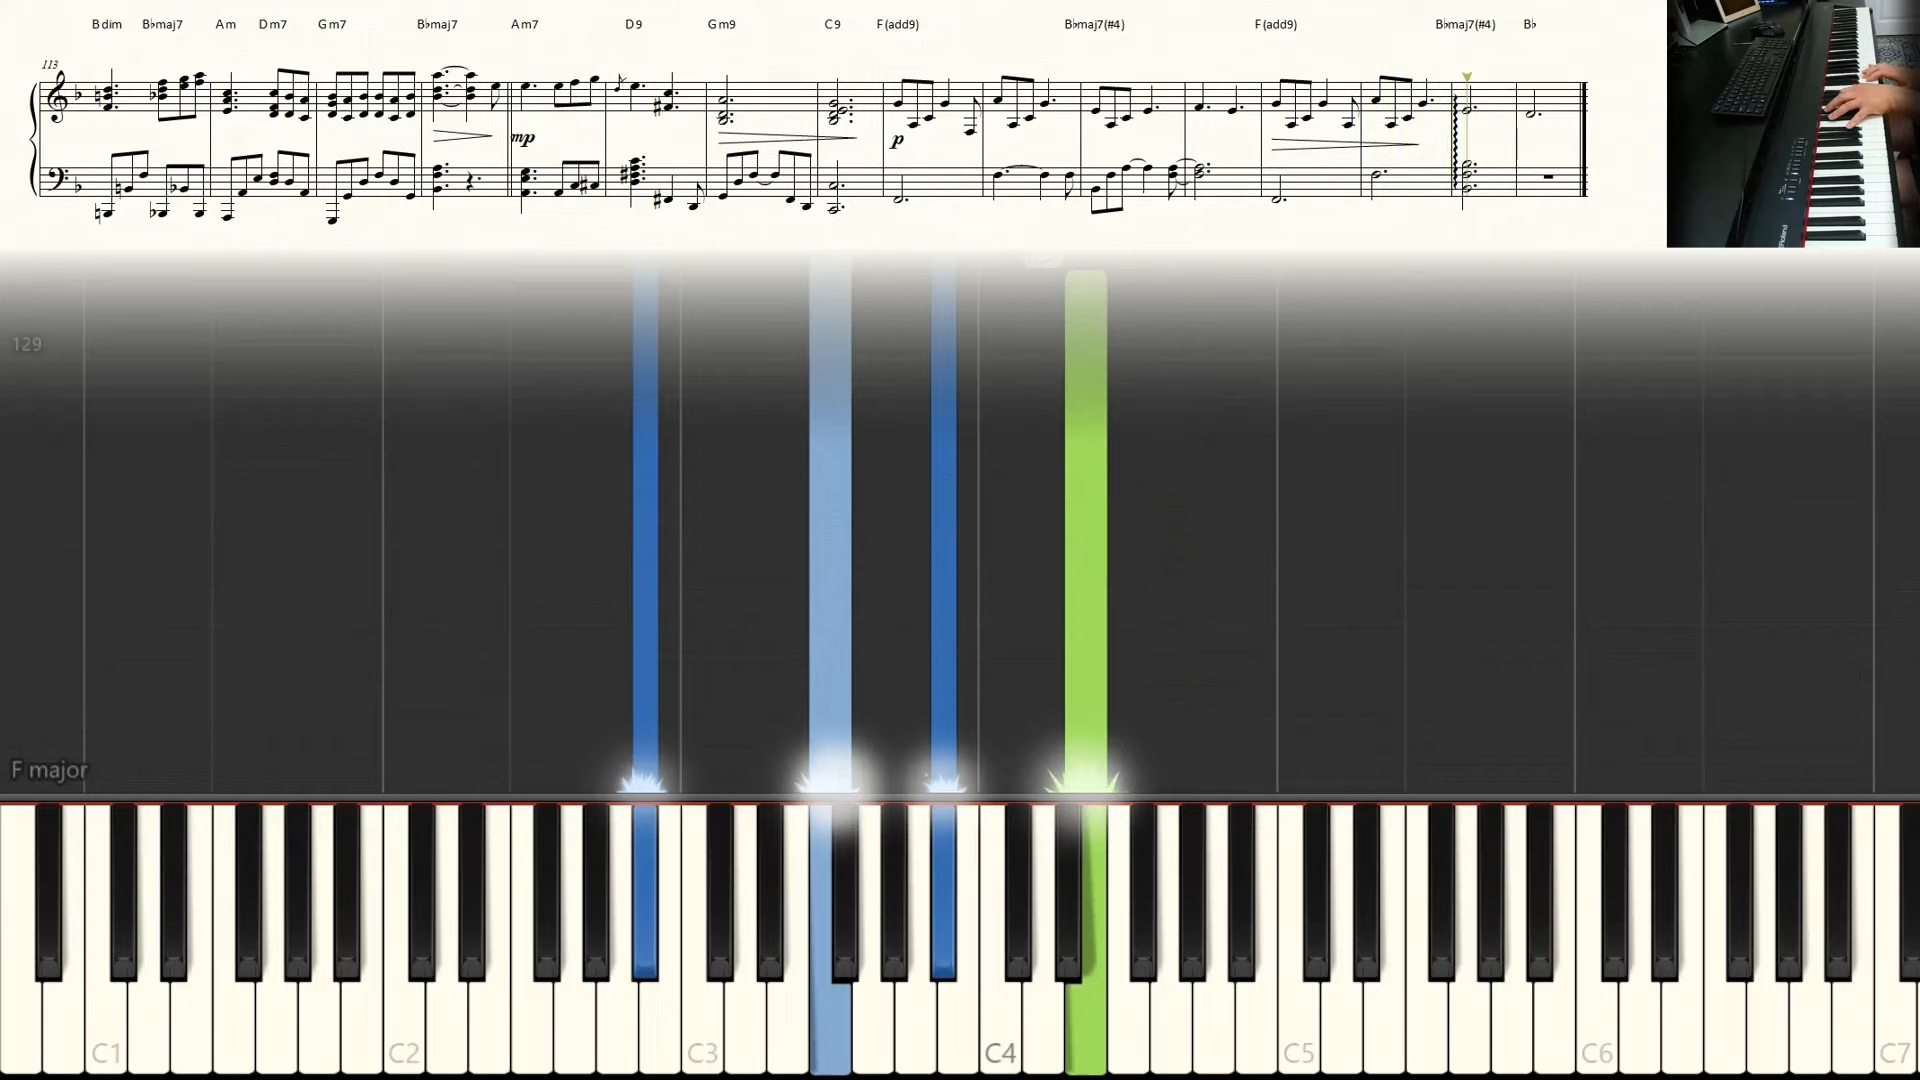 Bdim B♭maj7 Am Dm7 Gm7 B♭maj7 Am7 D9 Gm9 C9 F(add9) B♭maj7(#4) F(add9) B♭maj7(#4) B♭
113
mp p
Roland
129
F major
C1 C2 C3 C4 C5 C6 C7